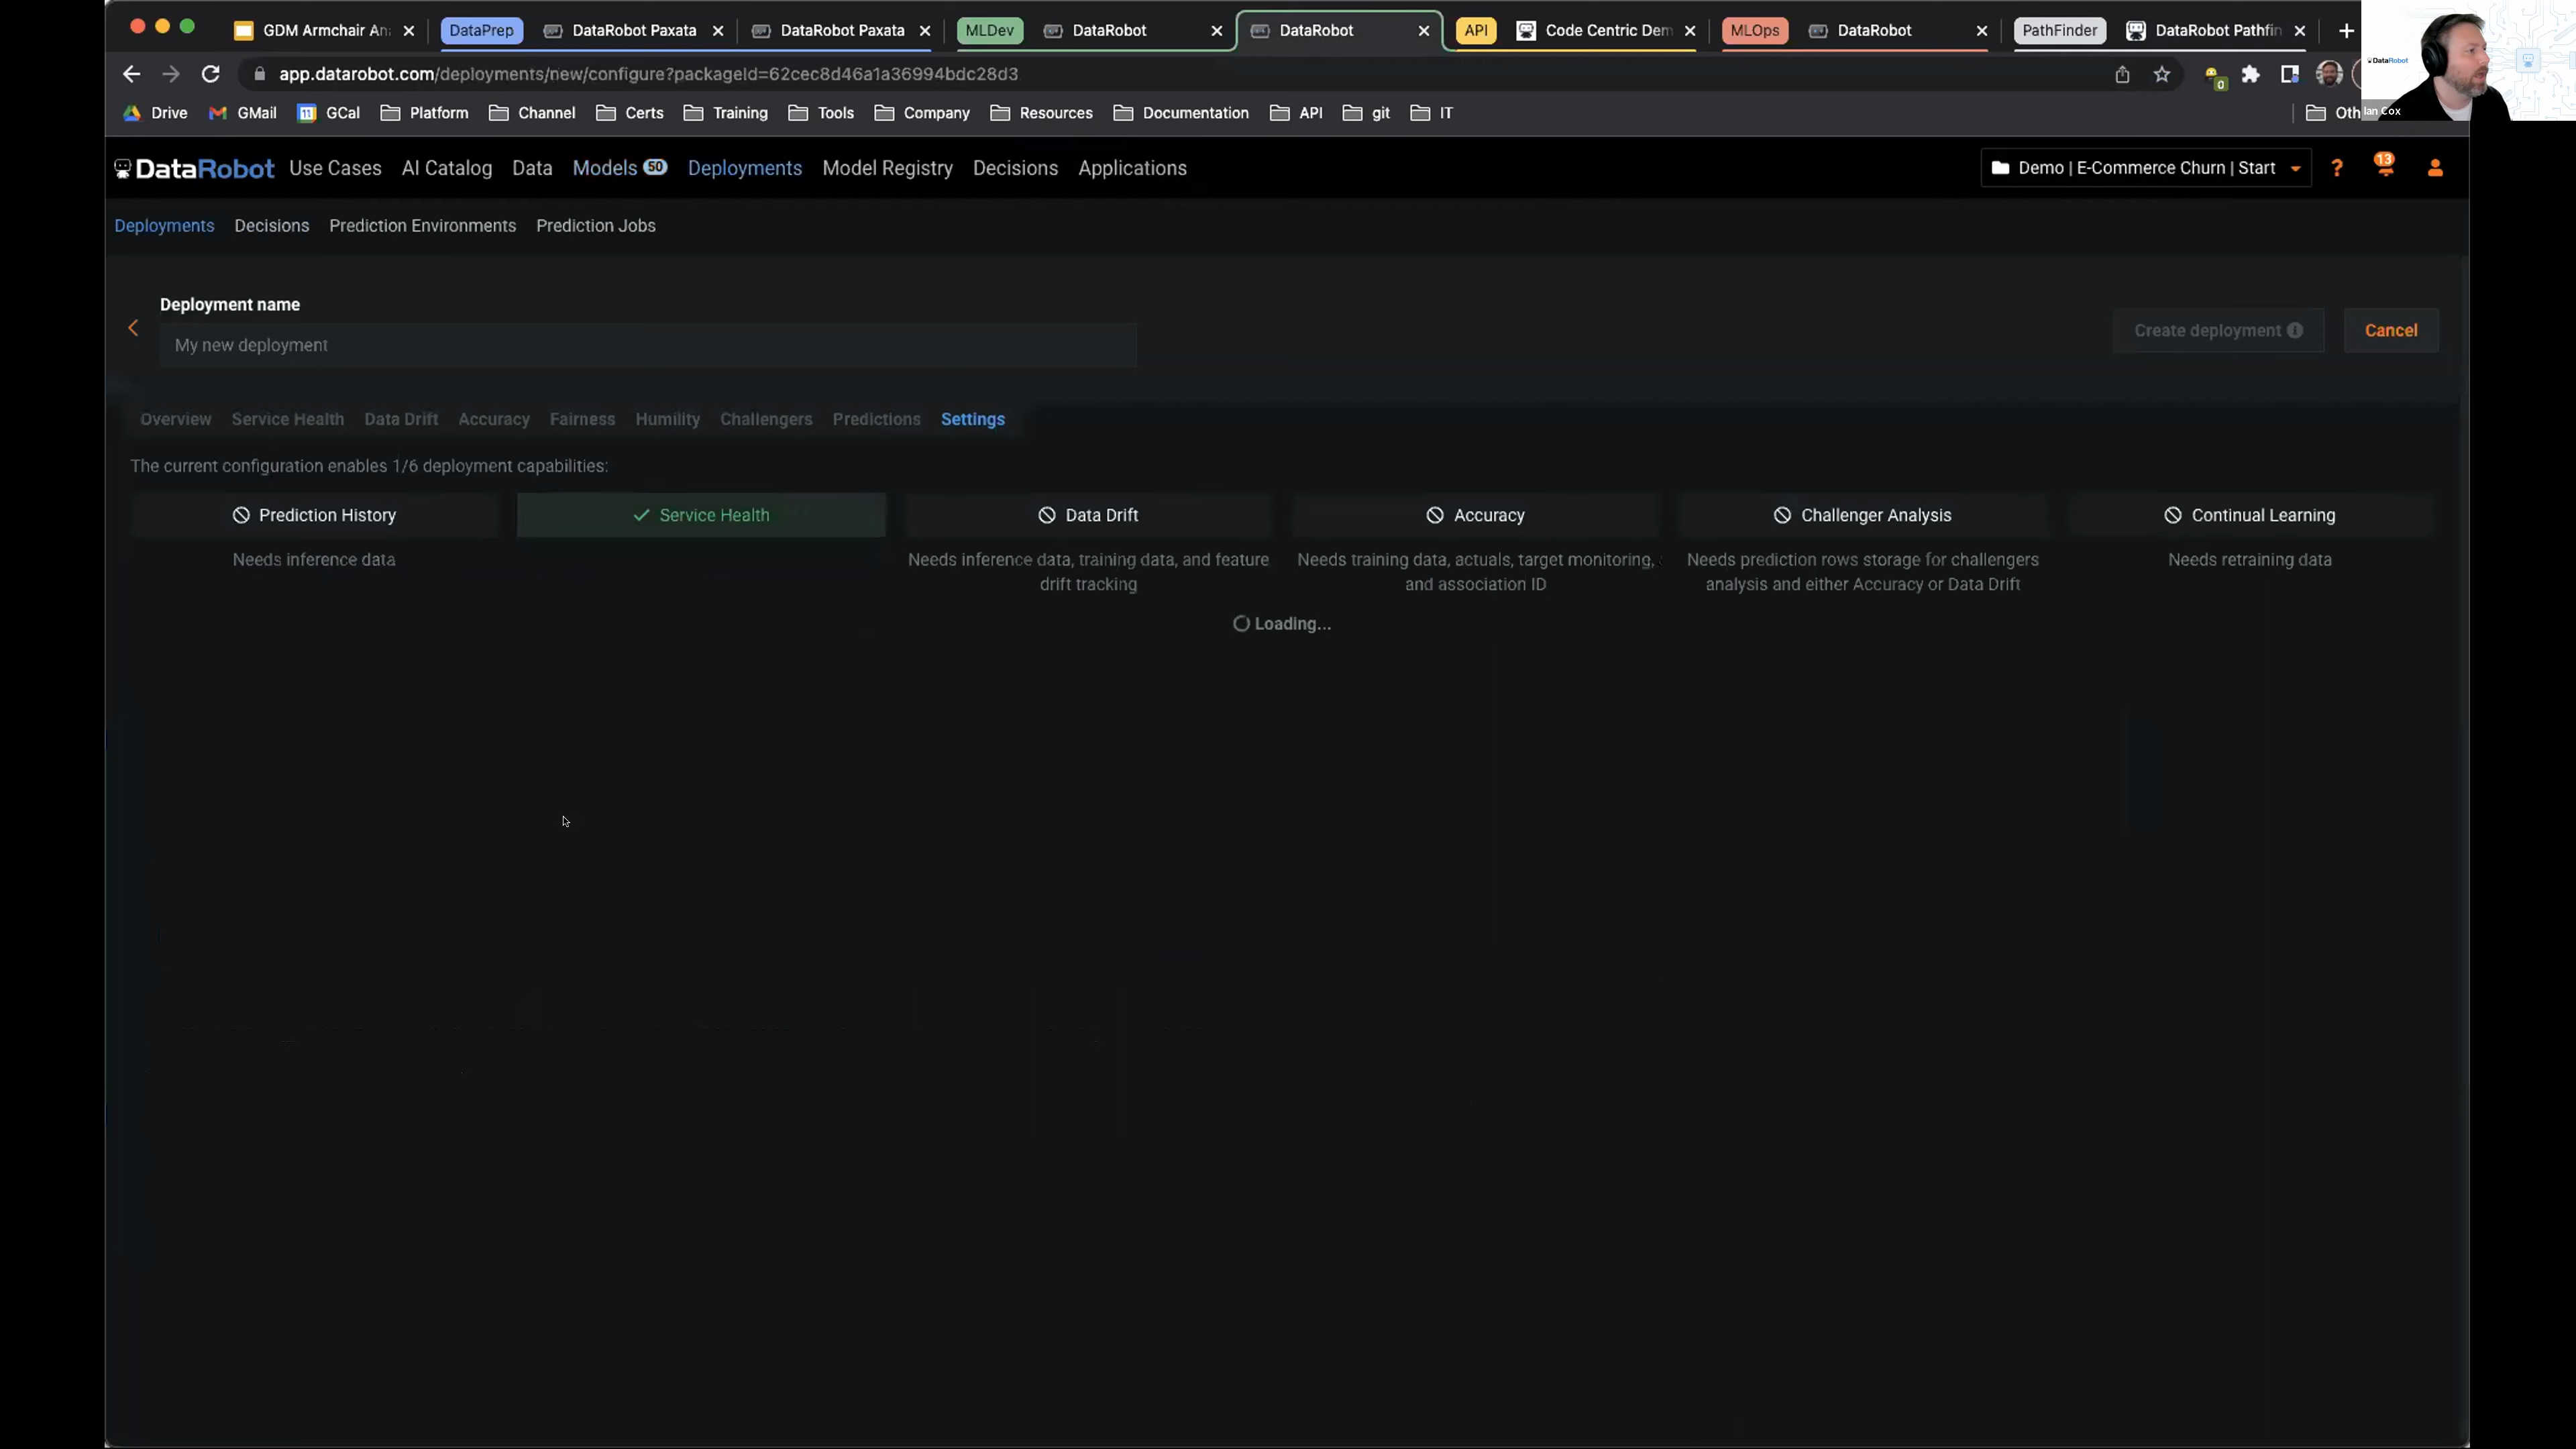 GDM Armchair An
DataPrep
DataRobot Paxata
DataRobot Paxata
MLDev
DataRobot
DataRobot
API
Code Centric Dem
MLOps
DataRobot
PathFinder
DataRobot Pathfin
app.datarobot.com/deployments/new/configure?packageId=62cec8d46a1a36994bdc28d3
0
DataRobot
Drive
GMail
11
GCal
Platform
Channel
Certs
Training
Tools
Company
Resources
Documentation
API
git
IT
Oth
Ian Cox
DataRobot
Use Cases
AI Catalog
Data
Models 50
Deployments
Model Registry
Decisions
Applications
Demo | E-Commerce Churn | Start
?
13
Deployments
Decisions
Prediction Environments
Prediction Jobs
Deployment name
My new deployment
Create deployment
Cancel
Overview
Service Health
Data Drift
Accuracy
Fairness
Humility
Challengers
Predictions
Settings
The current configuration enables 1/6 deployment capabilities:
Prediction History
Needs inference data
Service Health
Data Drift
Needs inference data, training data, and feature
drift tracking
Accuracy
Needs training data, actuals, target monitoring,
and association ID
Challenger Analysis
Needs prediction rows storage for challengers
analysis and either Accuracy or Data Drift
Continual Learning
Needs retraining data
Loading...